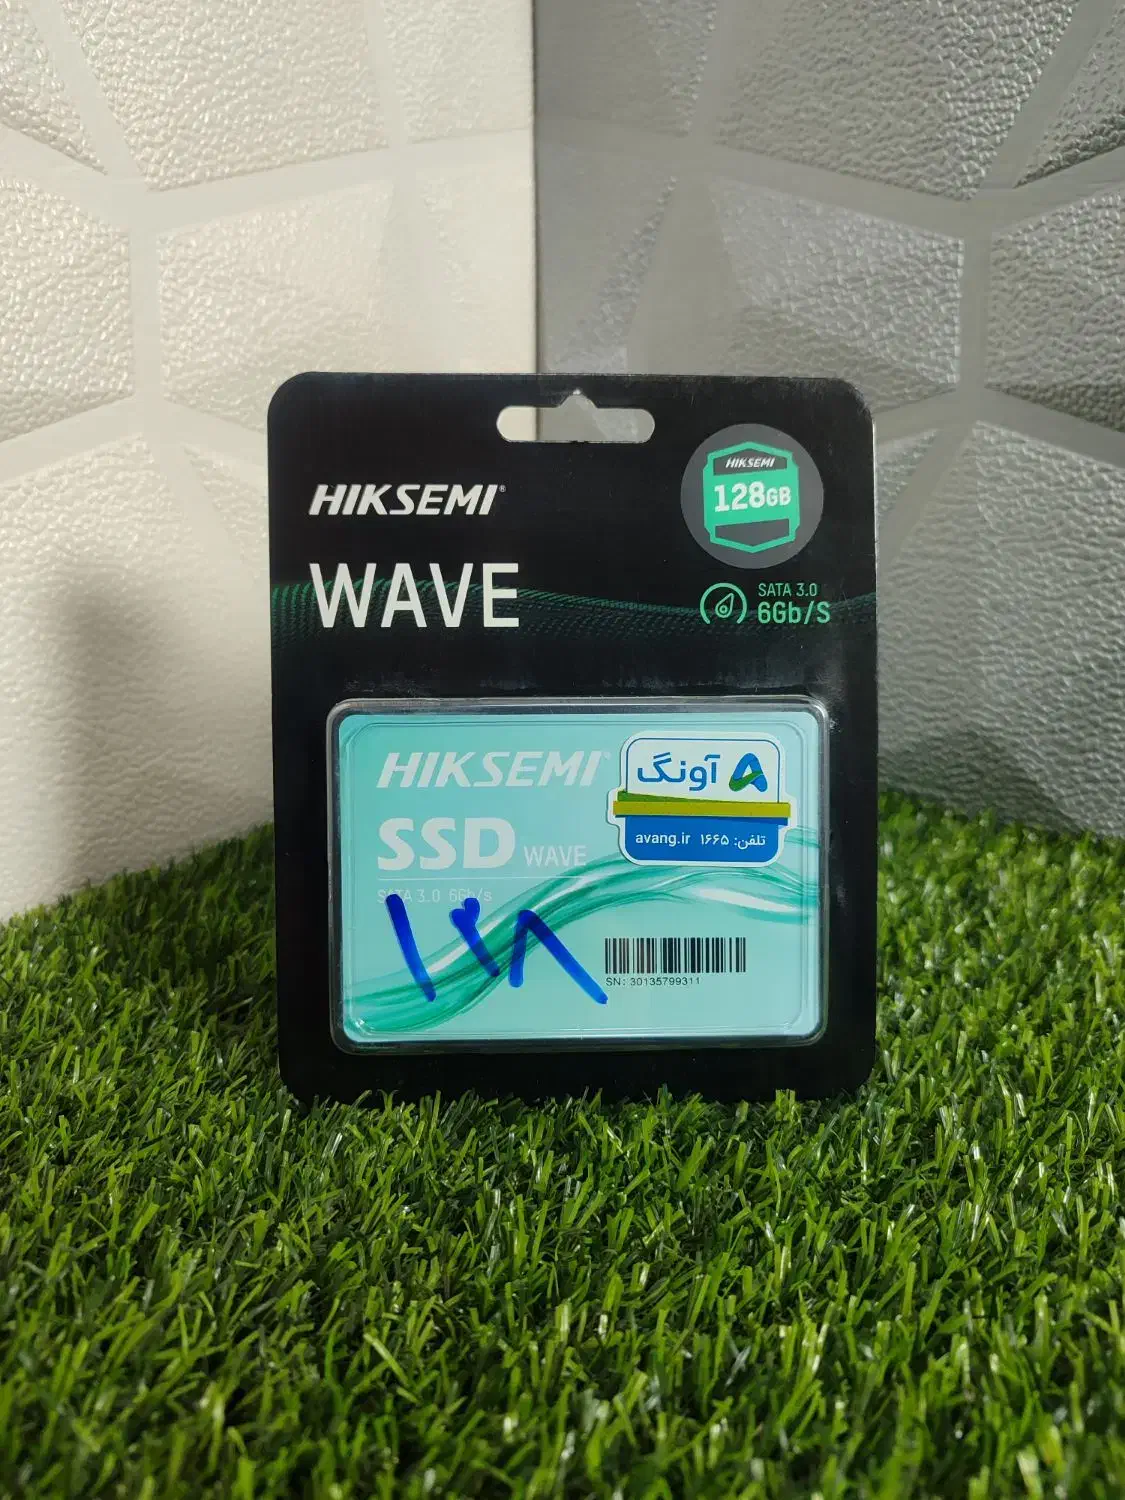 HIKSEMI®
WAVE
HIKSEMI
128GB
SATA 3.0
6Gb/S
HIKSEMI
SSD WAVE
SATA 3.0 6Gb/s
آونگ
تلفن: ۱۶۶۵ avang.ir
۱۲۸
SN: 30135799311